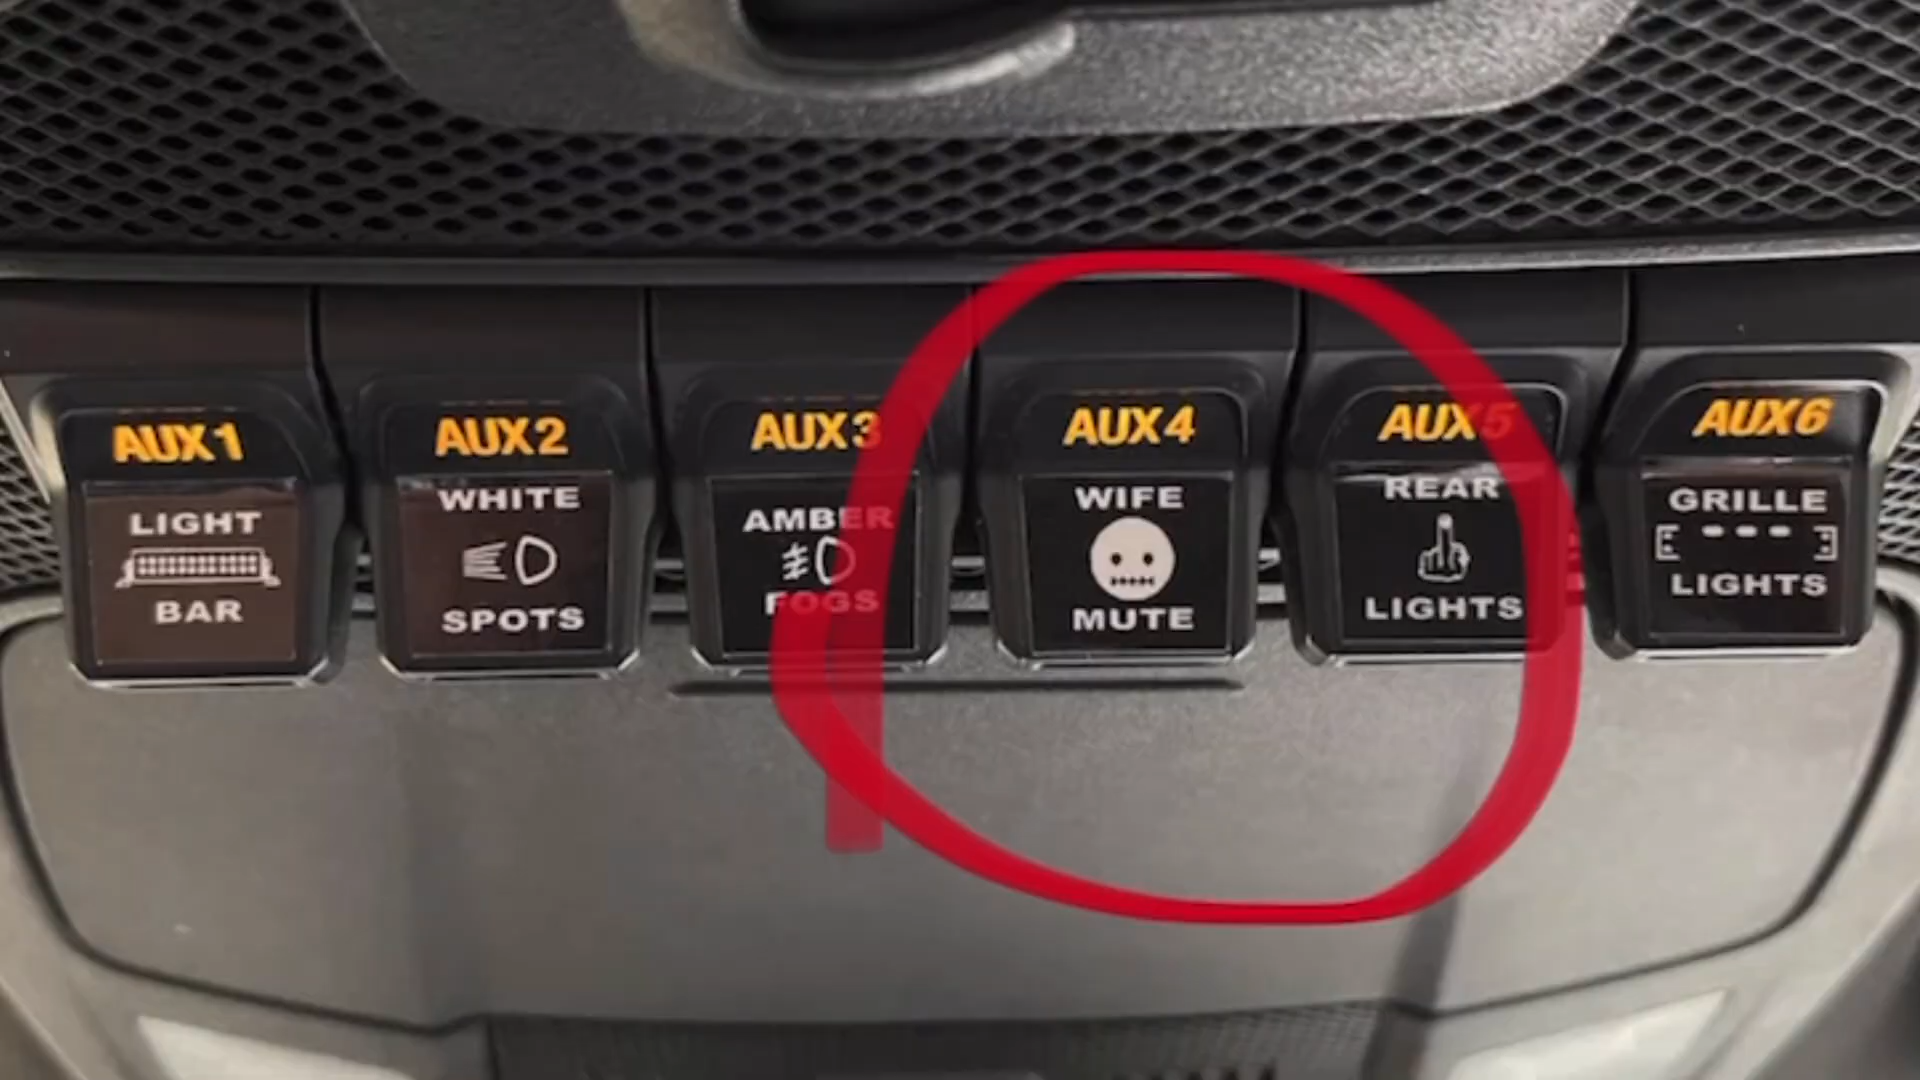 AUX1
LIGHT
BAR
AUX2
WHITE
SPOTS
AUX3
AMBER
FOGS
AUX4
WIFE
MUTE
AUX5
REAR
LIGHTS
AUX6
GRILLE
LIGHTS